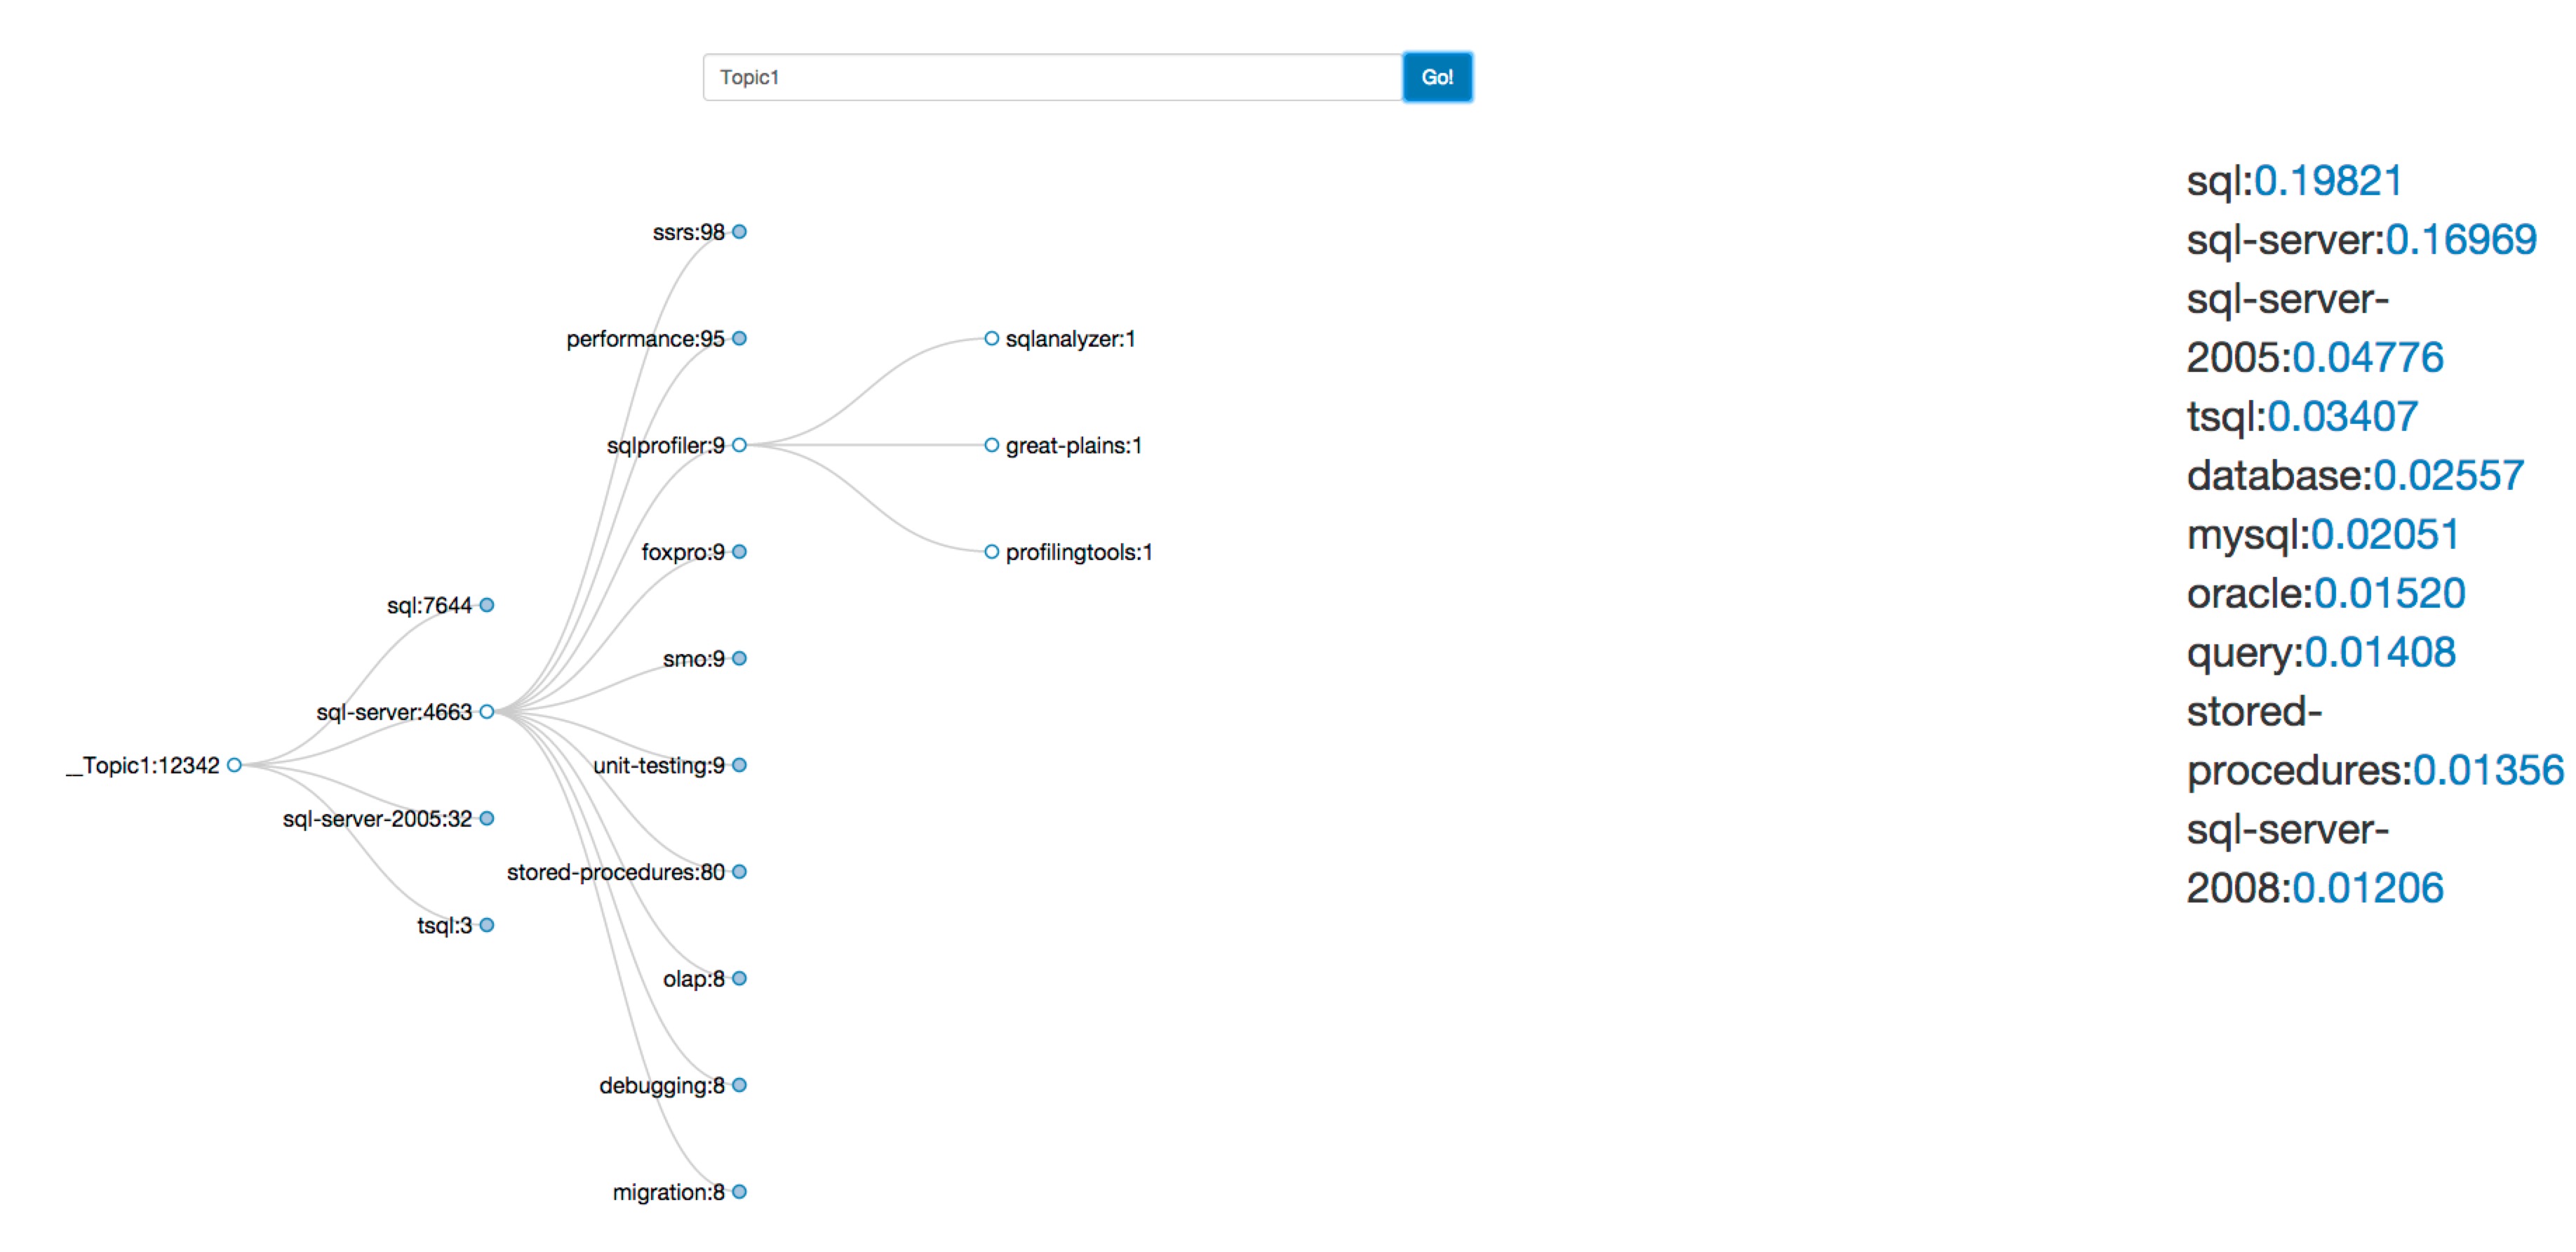 Topic1
Go!
ssrs:98
performance:95
sqlprofiler:9
foxpro:9
smo:9
unit-testing:9
stored-procedures:80
olap:8
debugging:8
migration:8
sqlanalyzer:1
great-plains:1
profilingtools:1
sql:7644
sql-server:4663
__Topic1:12342
sql-server-2005:32
tsql:3
sql:0.19821
sql-server:0.16969
sql-server-
2005:0.04776
tsql:0.03407
database:0.02557
mysql:0.02051
oracle:0.01520
query:0.01408
stored-
procedures:0.01356
sql-server-
2008:0.01206